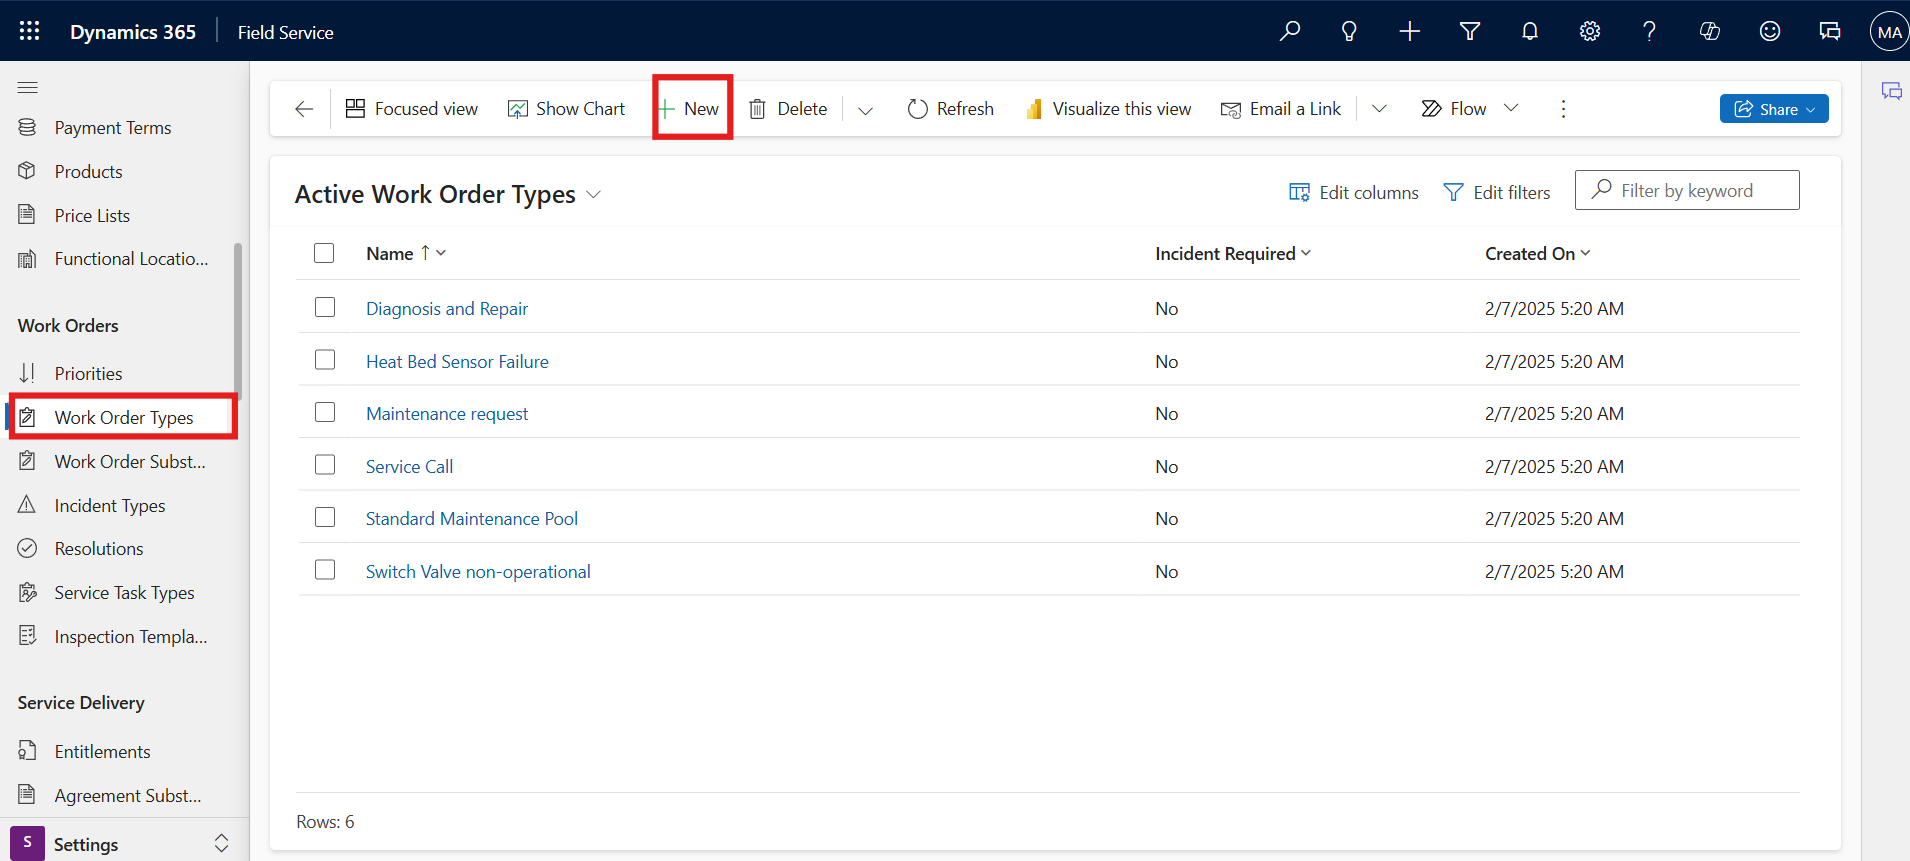 Dynamics 365
Field Service
MA
Focused view
Show Chart
New
Delete
Refresh
Visualize this view
Email a Link
Flow
Share
Payment Terms
Products
Price Lists
Functional Locatio...
Work Orders
Priorities
Work Order Types
Work Order Subst...
Incident Types
Resolutions
Service Task Types
Inspection Templa...
Service Delivery
Entitlements
Agreement Subst...
S
Settings
Active Work Order Types
Edit columns
Edit filters
Filter by keyword
Name
Incident Required
Created On
Diagnosis and Repair
No
2/7/2025 5:20 AM
Heat Bed Sensor Failure
No
2/7/2025 5:20 AM
Maintenance request
No
2/7/2025 5:20 AM
Service Call
No
2/7/2025 5:20 AM
Standard Maintenance Pool
No
2/7/2025 5:20 AM
Switch Valve non-operational
No
2/7/2025 5:20 AM
Rows: 6